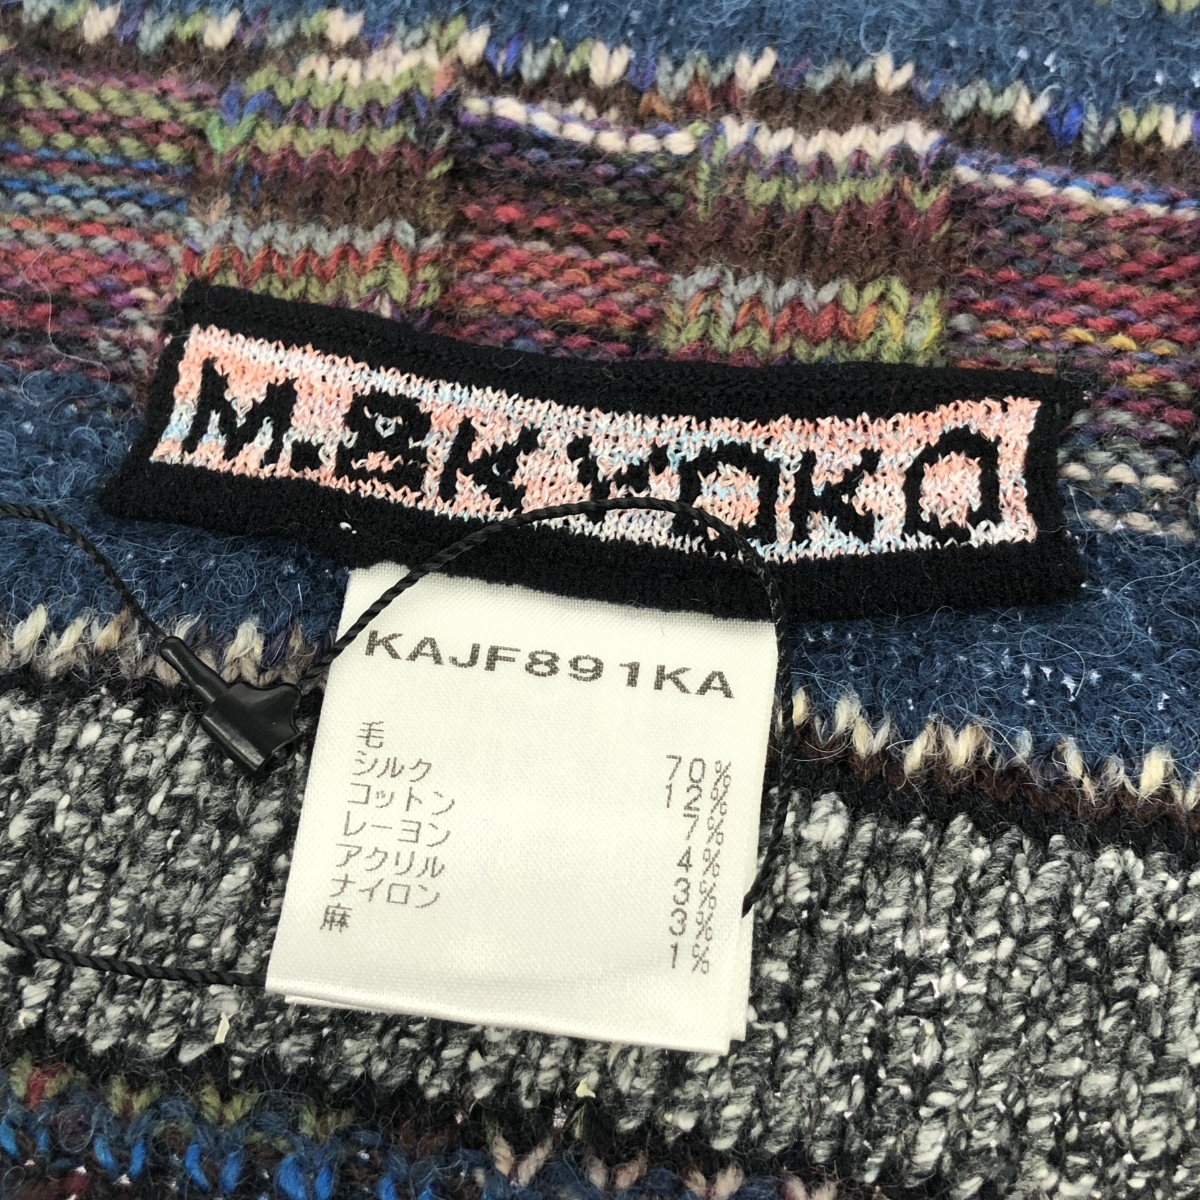 M.&KYOKO
KAJF891KA
毛 70%
シルク 12%
コットン 7%
レーヨン 4%
アクリル 3%
ナイロン 3%
麻 1%